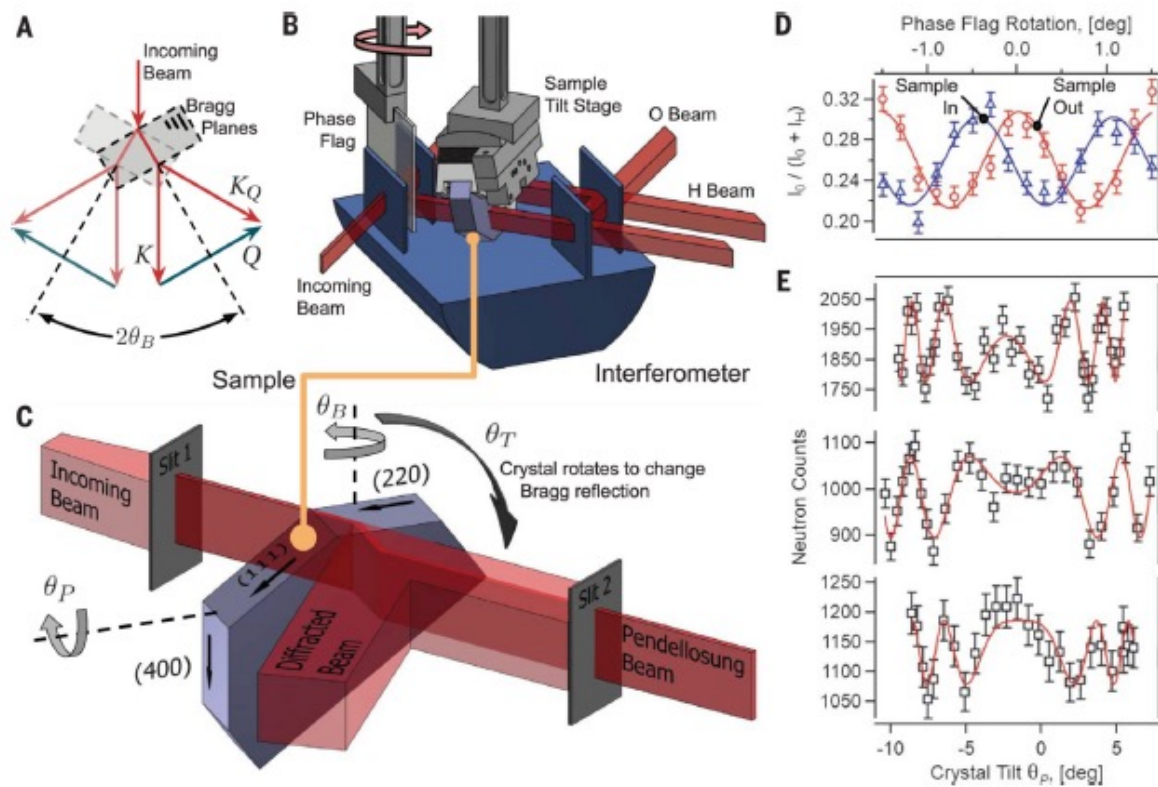 A
Incoming
Beam
Bragg
Planes
K_Q
K
Q
2θ_B
B
Phase
Flag
Sample
Tilt Stage
O Beam
H Beam
Incoming
Beam
Sample
Interferometer
C
Incoming
Beam
Slit 1
θ_B
θ_T
Crystal rotates to change
Bragg reflection
(220)
(111)
θ_P
(400)
Diffracted
Beam
Slit 2
Pendellosung
Beam
D
Phase Flag Rotation, [deg]
-1.0 0.0 1.0
Sample
In
Sample
Out
0.32
0.28
0.24
0.20
I_0 / (I_0 + I_H)
E
2050
1950
1850
1750
1100
1000
900
1250
1200
1150
1100
1050
Neutron Counts
-10 -5 0 5
Crystal Tilt θ_P, [deg]